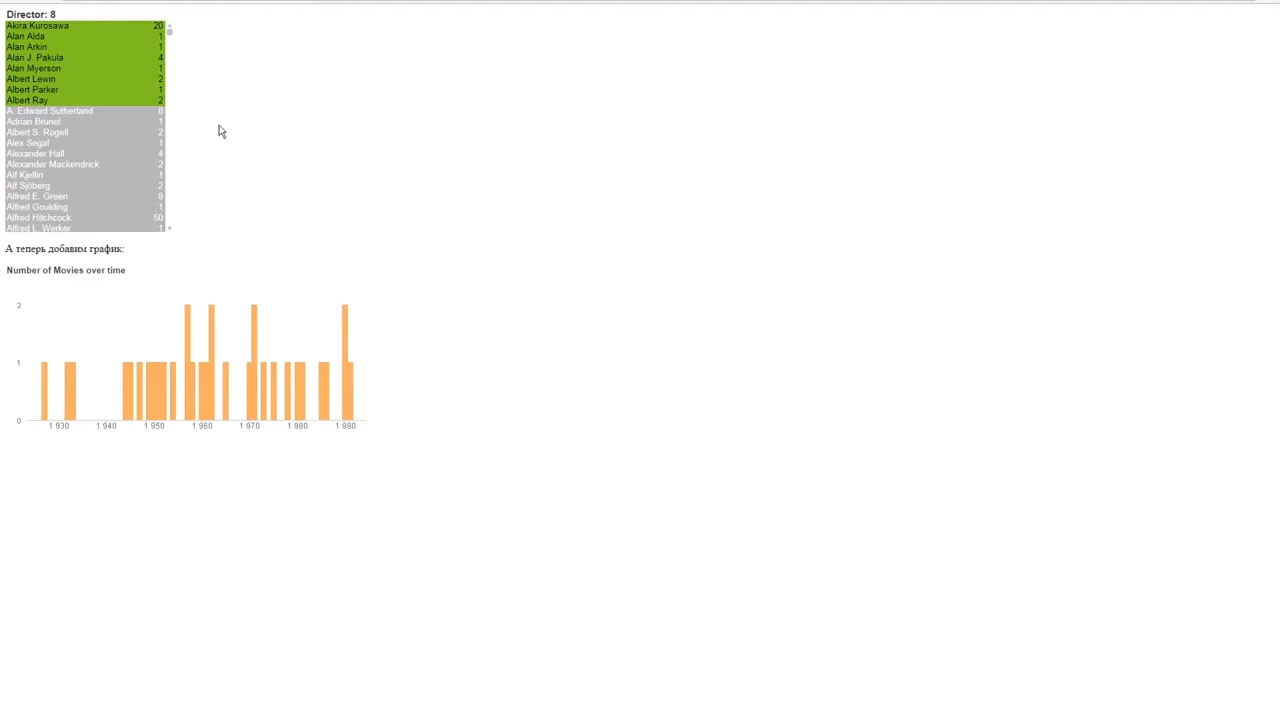 Director: 8
Akira Kurosawa 20
Alan Alda 1
Alan Arkin 1
Alan J. Pakula 4
Alan Myerson 1
Albert Lewin 2
Albert Parker 1
Albert Ray 2
A. Edward Sutherland 6
Adrian Brunel 1
Albert S. Rogell 2
Alex Segal 1
Alexander Hall 4
Alexander Mackendrick 2
Alf Kjellin 1
Alf Sjöberg 2
Alfred E. Green 8
Alfred Goulding 1
Alfred Hitchcock 50
Alfred L. Werker 1
А теперь добавим график:
Number of Movies over time
2
1
0
1 930 1 940 1 950 1 960 1 970 1 980 1 990